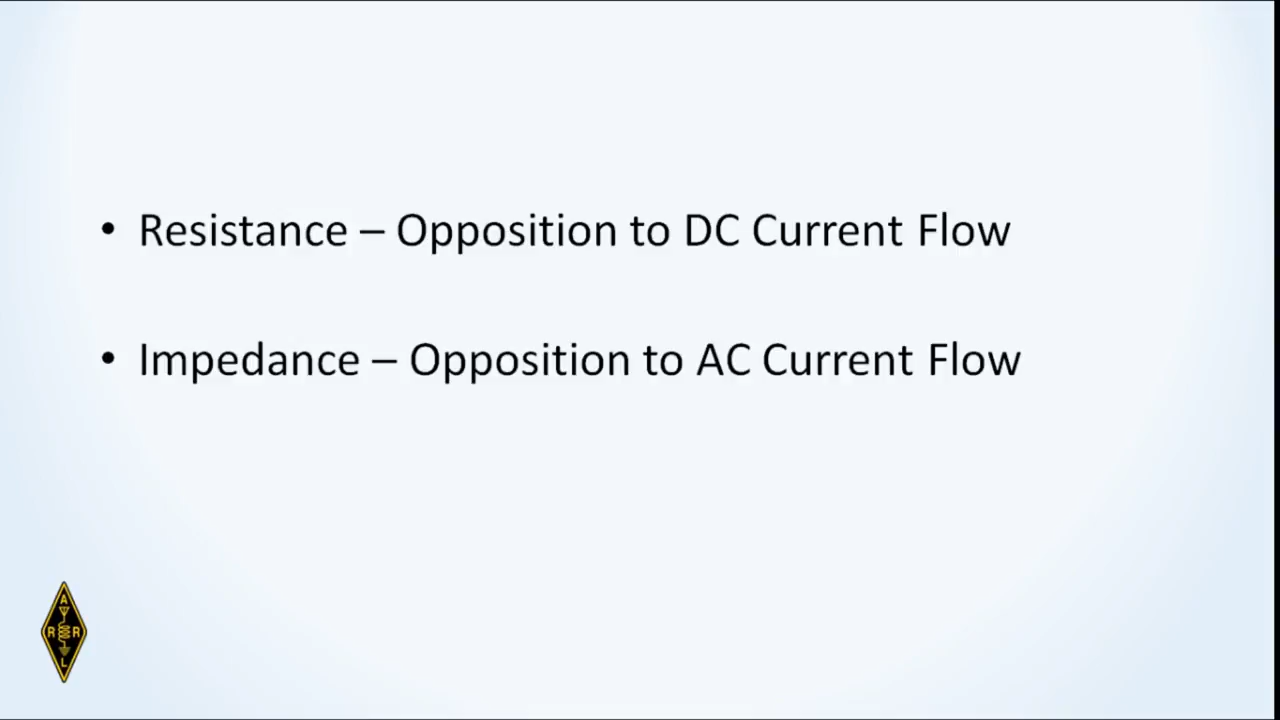 • Resistance – Opposition to DC Current Flow
• Impedance – Opposition to AC Current Flow
A
R R
L